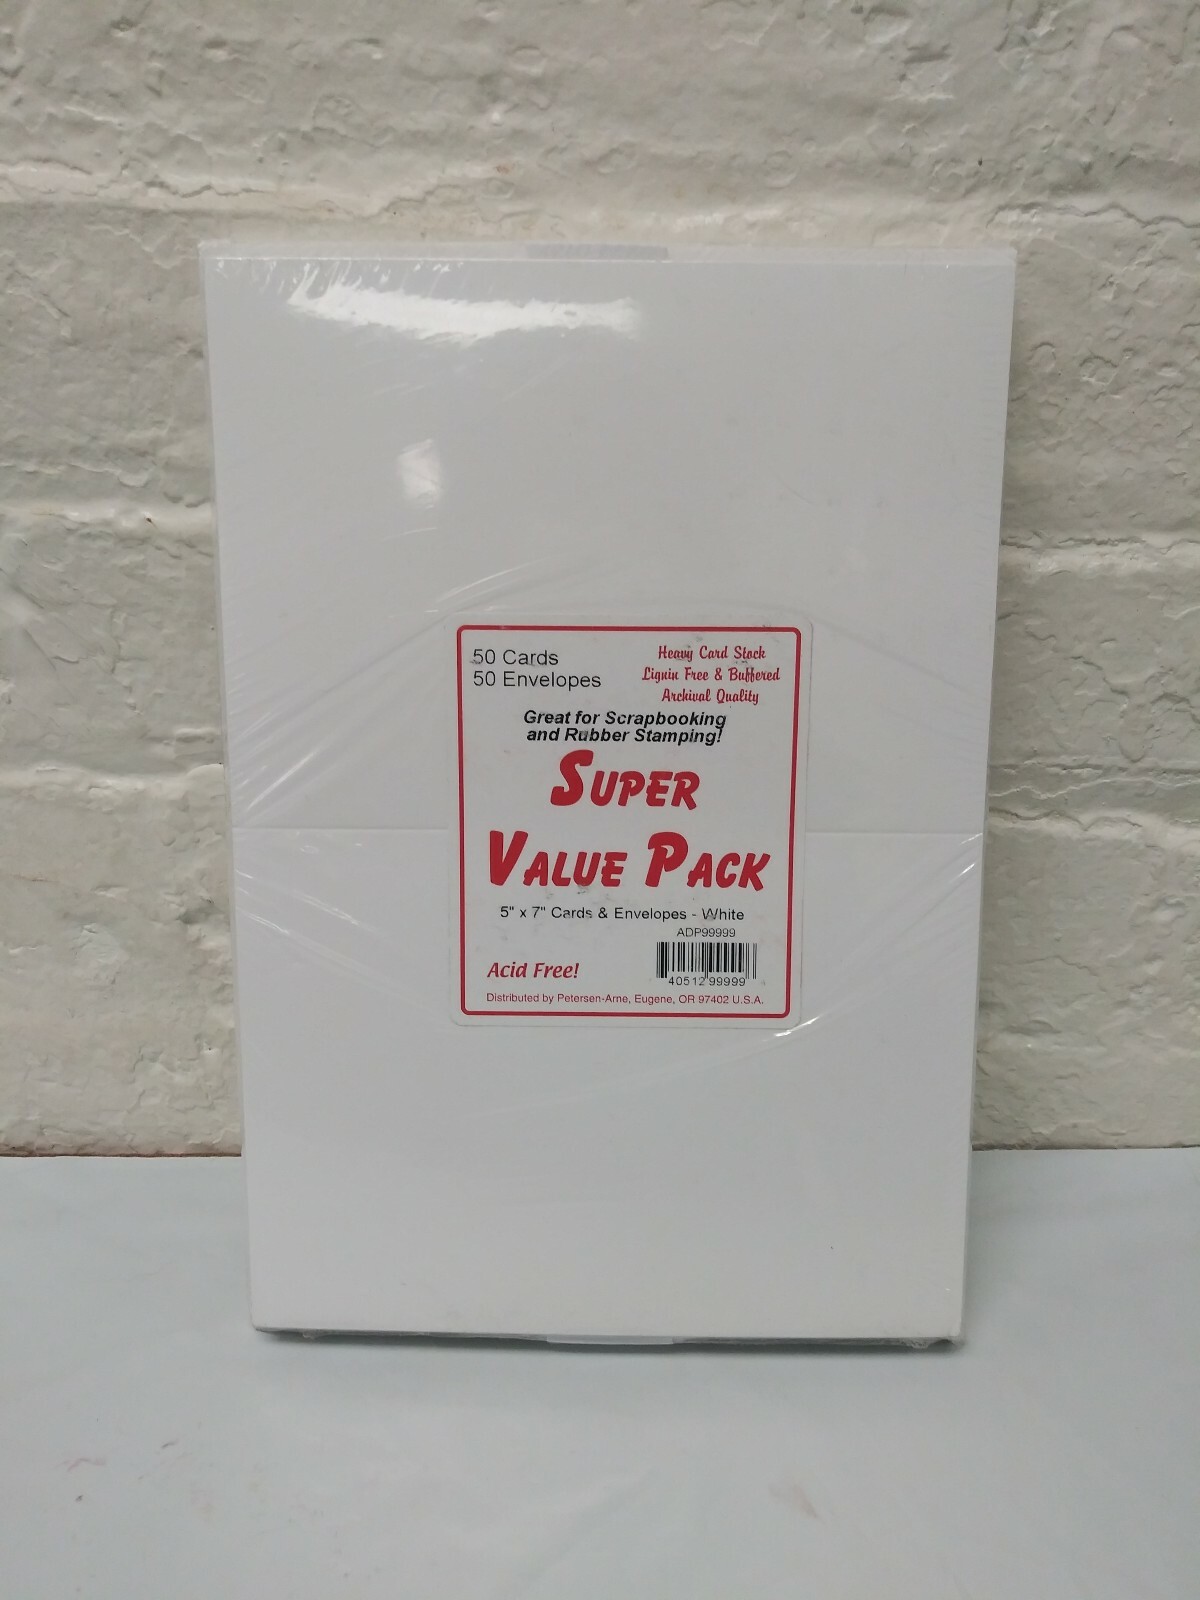 50 Cards
50 Envelopes
Heavy Card Stock
Lignin Free & Buffered
Archival Quality
Great for Scrapbooking
and Rubber Stamping!
SUPER
VALUE PACK
5" x 7" Cards & Envelopes - White
ADP99999
Acid Free!
40512 99999
Distributed by Petersen-Arne, Eugene, OR 97402 U.S.A.